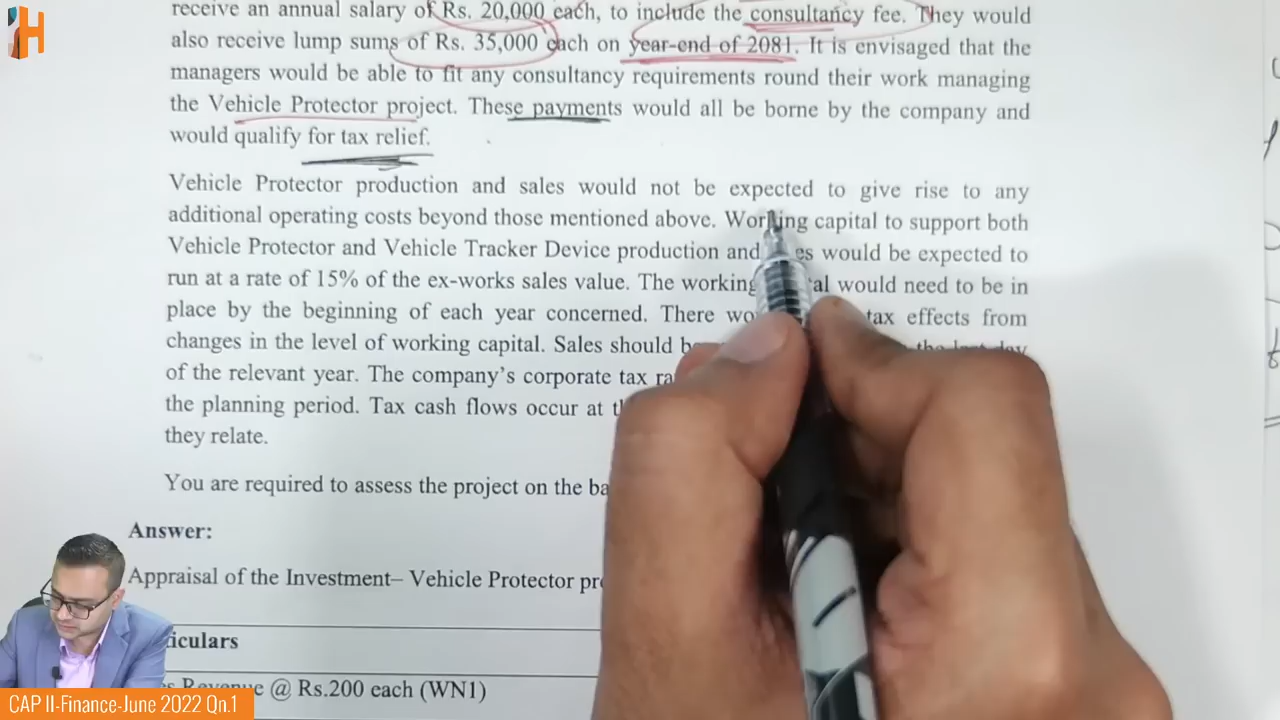 receive an annual salary of Rs. 20,000 each, to include the consultancy fee. They would
also receive lump sums of Rs. 35,000 each on year-end of 2081. It is envisaged that the
managers would be able to fit any consultancy requirements round their work managing
the Vehicle Protector project. These payments would all be borne by the company and
would qualify for tax relief.
Vehicle Protector production and sales would not be expected to give rise to any
additional operating costs beyond those mentioned above. Working capital to support both
Vehicle Protector and Vehicle Tracker Device production and would be expected to
run at a rate of 15% of the ex-works sales value. The working would need to be in
place by the beginning of each year concerned. There tax effects from
changes in the level of working capital. Sales should the last day
of the relevant year. The company's corporate tax
the planning period. Tax cash flows occur at
they relate.
You are required to assess the project on the
Answer:
Appraisal of the Investment– Vehicle Protector
@ Rs.200 each (WN1)
CAP II-Finance-June 2022 Qn.1